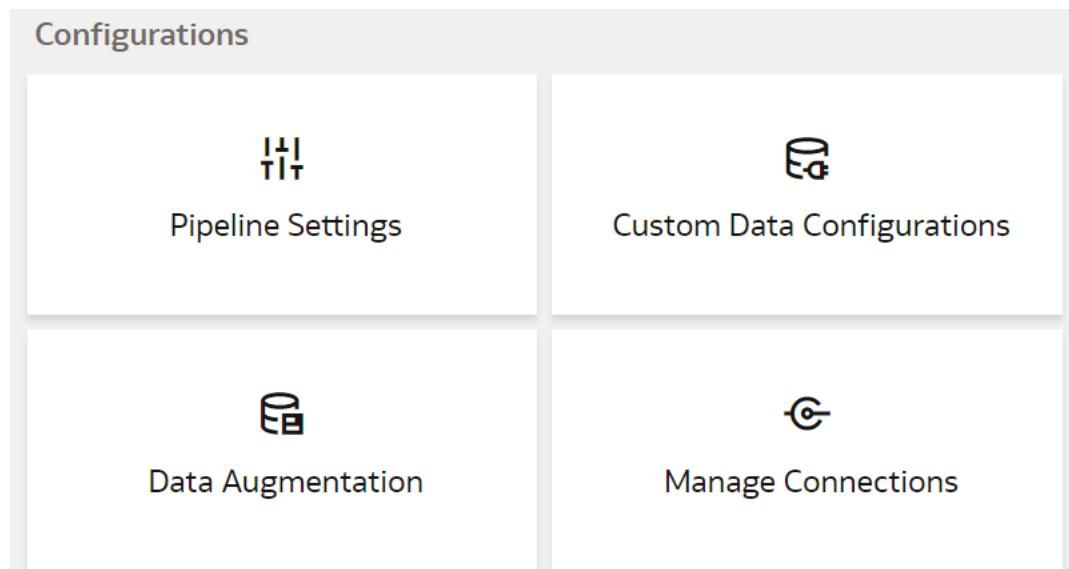 Configurations
Pipeline Settings
Custom Data Configurations
Data Augmentation
Manage Connections